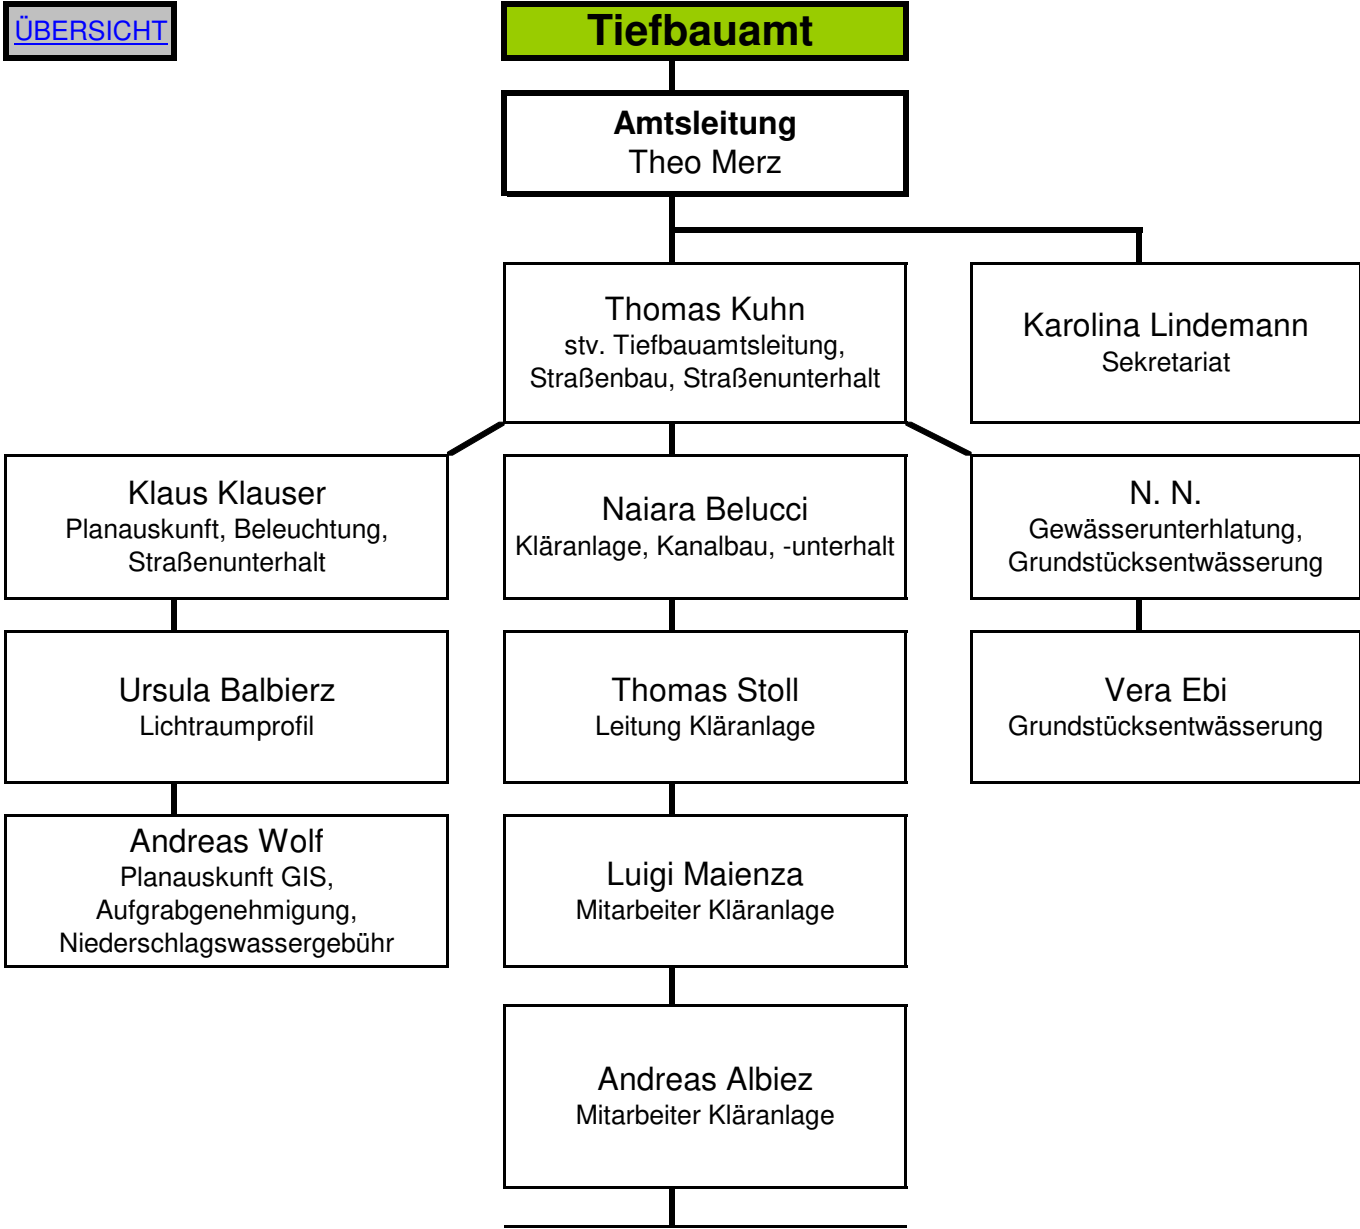 ÜBERSICHT
Tiefbauamt
Amtsleitung
Theo Merz
Thomas Kuhn
stv. Tiefbauamtsleitung,
Straßenbau, Straßenunterhalt
Karolina Lindemann
Sekretariat
Klaus Klauser
Planauskunft, Beleuchtung,
Straßenunterhalt
Naiara Belucci
Kläranlage, Kanalbau, -unterhalt
N. N.
Gewässerunterhlatung,
Grundstücksentwässerung
Ursula Balbierz
Lichtraumprofil
Thomas Stoll
Leitung Kläranlage
Vera Ebi
Grundstücksentwässerung
Andreas Wolf
Planauskunft GIS,
Aufgrabgenehmigung,
Niederschlagswassergebühr
Luigi Maienza
Mitarbeiter Kläranlage
Andreas Albiez
Mitarbeiter Kläranlage